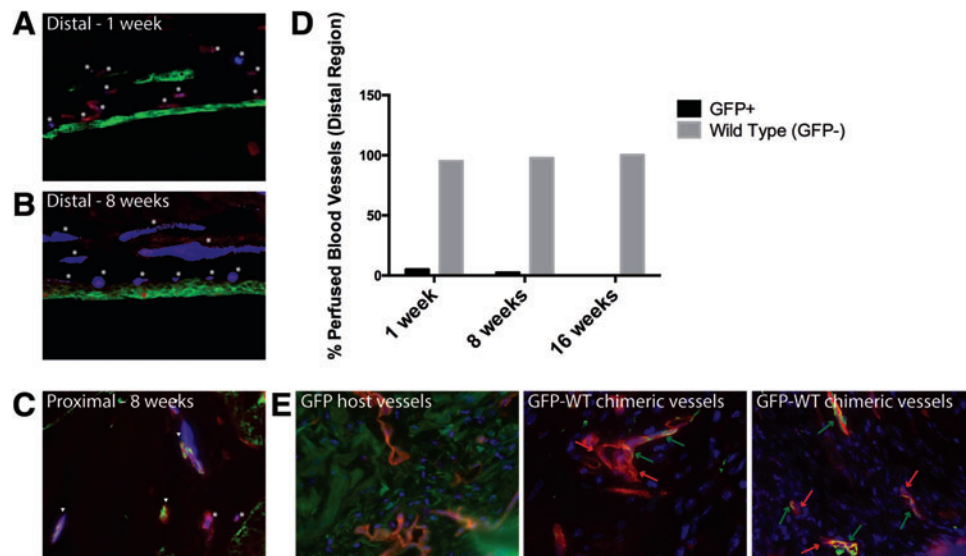 A
Distal - 1 week
B
Distal - 8 weeks
C
Proximal - 8 weeks
D
% Perfused Blood Vessels (Distal Region)
150
100
50
0
1 week
8 weeks
16 weeks
GFP+
Wild Type (GFP-)
E
GFP host vessels
GFP-WT chimeric vessels
GFP-WT chimeric vessels